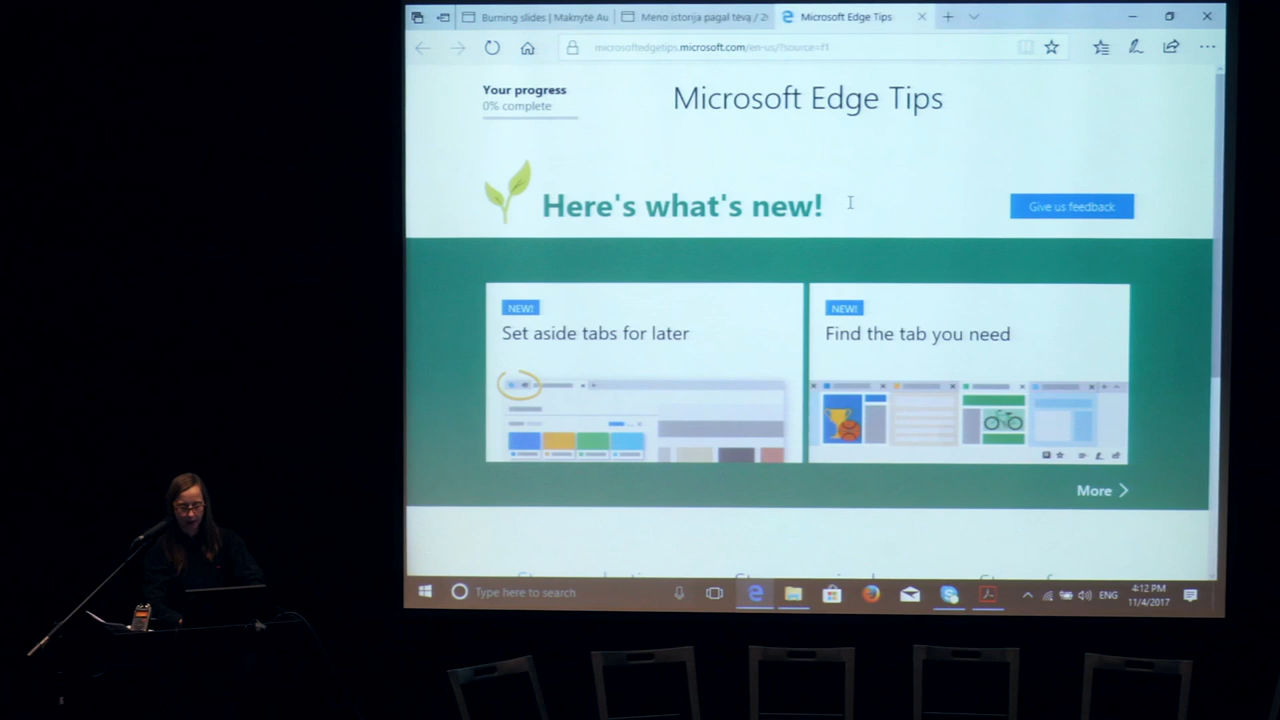 Burning slides | Maknytė Au
Meno istorija pagal tėvą / 2
Microsoft Edge Tips
microsoftedgetips.microsoft.com/en-us/?source=f1
Your progress
0% complete
Microsoft Edge Tips
Here's what's new!
Give us feedback
NEW!
Set aside tabs for later
NEW!
Find the tab you need
More
Type here to search
ENG
4:12 PM
11/4/2017